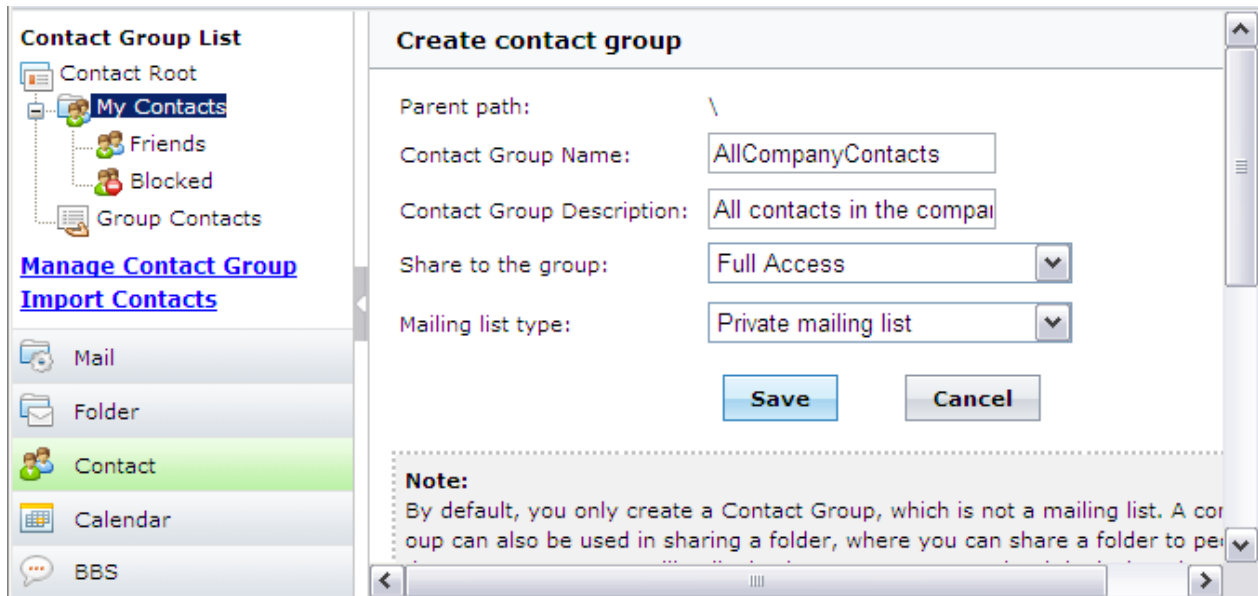 Contact Group List
Contact Root
My Contacts
Friends
Blocked
Group Contacts
Manage Contact Group
Import Contacts
Mail
Folder
Contact
Calendar
BBS
Create contact group
Parent path: \
Contact Group Name: AllCompanyContacts
Contact Group Description: All contacts in the compa
Share to the group: Full Access
Mailing list type: Private mailing list
Save Cancel
Note:
By default, you only create a Contact Group, which is not a mailing list. A
oup can also be used in sharing a folder, where you can share a folder to